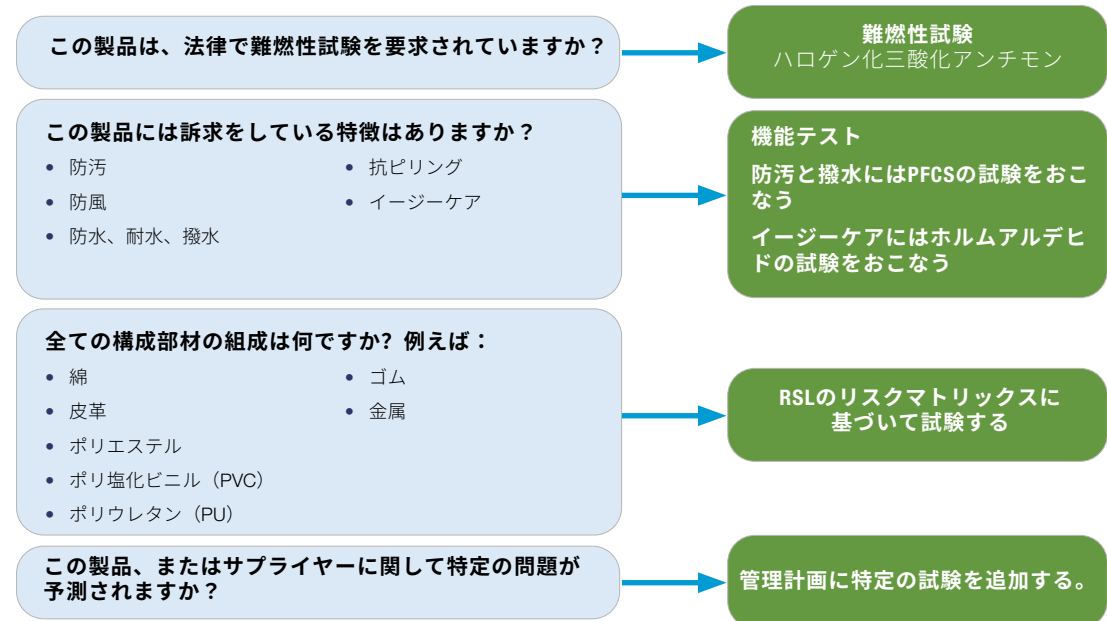 この製品は、法律で難燃性試験を要求されていますか？
難燃性試験
ハロゲン化三酸化アンチモン
この製品には訴求をしている特徴はありますか？
• 防汚
• 防風
• 防水、耐水、撥水
• 抗ピリング
• イージーケア
機能テスト
防汚と撥水にはPFCSの試験をおこ
なう
イージーケアにはホルムアルデヒ
ドの試験をおこなう
全ての構成部材の組成は何ですか？例えば：
• 綿
• 皮革
• ポリエステル
• ポリ塩化ビニル（PVC）
• ポリウレタン（PU）
• ゴム
• 金属
RSLのリスクマトリックスに
基づいて試験する
この製品、またはサプライヤーに関して特定の問題が
予測されますか？
管理計画に特定の試験を追加する。